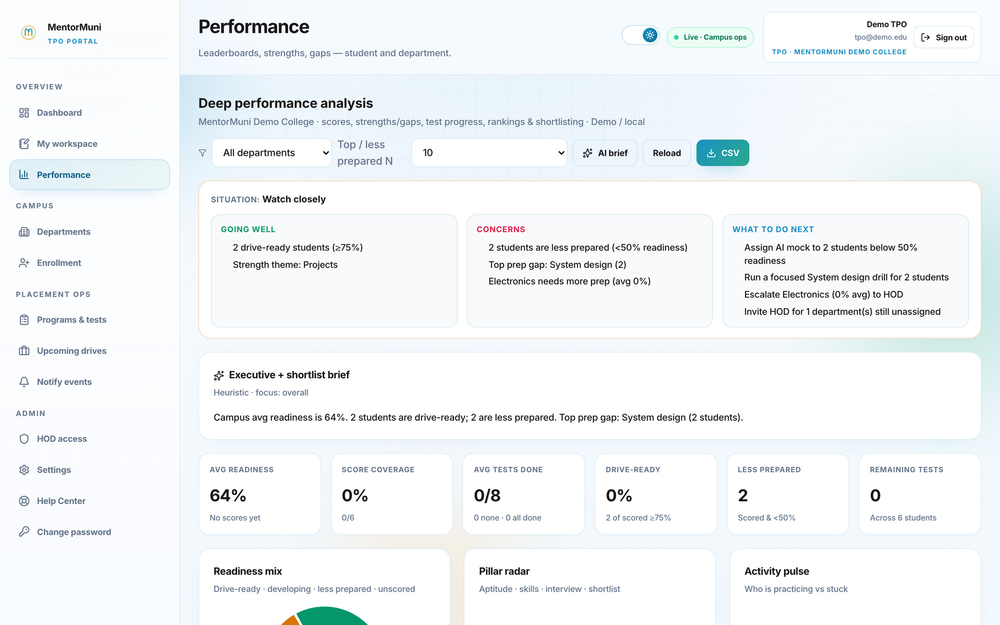 MentorMuni
TPO PORTAL
OVERVIEW
Dashboard
My workspace
Performance
CAMPUS
Departments
Enrollment
PLACEMENT OPS
Programs & tests
Upcoming drives
Notify events
ADMIN
HOD access
Settings
Help Center
Change password
Performance
Leaderboards, strengths, gaps — student and department.
Live · Campus ops
Demo TPO
tpo@demo.edu
TPO · MENTORMUNI DEMO COLLEGE
Sign out
Deep performance analysis
MentorMuni Demo College · scores, strengths/gaps, test progress, rankings & shortlisting · Demo / local
All departments
Top / less
prepared N
10
AI brief
Reload
CSV
SITUATION: Watch closely
GOING WELL
2 drive-ready students (≥75%)
Strength theme: Projects
CONCERNS
2 students are less prepared (<50% readiness)
Top prep gap: System design (2)
Electronics needs more prep (avg 0%)
WHAT TO DO NEXT
Assign AI mock to 2 students below 50%
readiness
Run a focused System design drill for 2 students
Escalate Electronics (0% avg) to HOD
Invite HOD for 1 department(s) still unassigned
Executive + shortlist brief
Heuristic · focus: overall
Campus avg readiness is 64%. 2 students are drive-ready; 2 are less prepared. Top prep gap: System design (2 students).
AVG READINESS
64%
No scores yet
SCORE COVERAGE
0%
0/6
AVG TESTS DONE
0/8
0 none · 0 all done
DRIVE-READY
0%
2 of scored ≥75%
LESS PREPARED
2
Scored & <50%
REMAINING TESTS
0
Across 6 students
Readiness mix
Drive-ready · developing · less prepared · unscored
Pillar radar
Aptitude · skills · interview · shortlist
Activity pulse
Who is practicing vs stuck